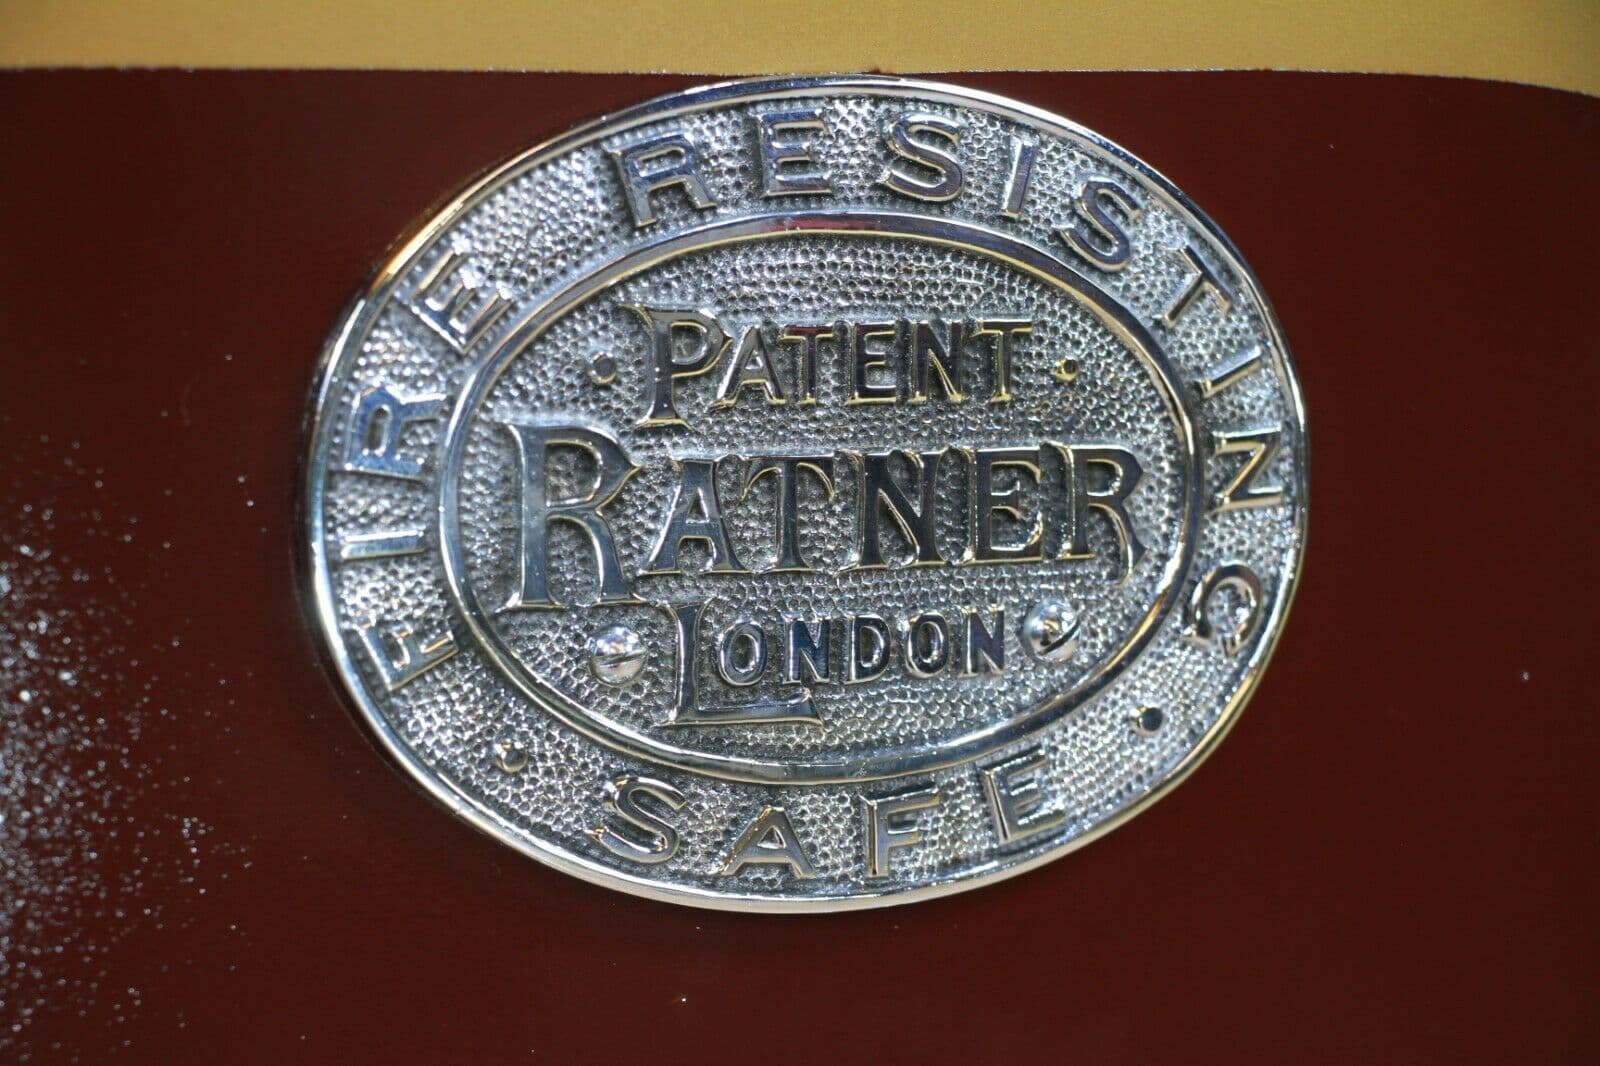 FIRE RESISTING
PATENT
RATNER
LONDON
SAFE